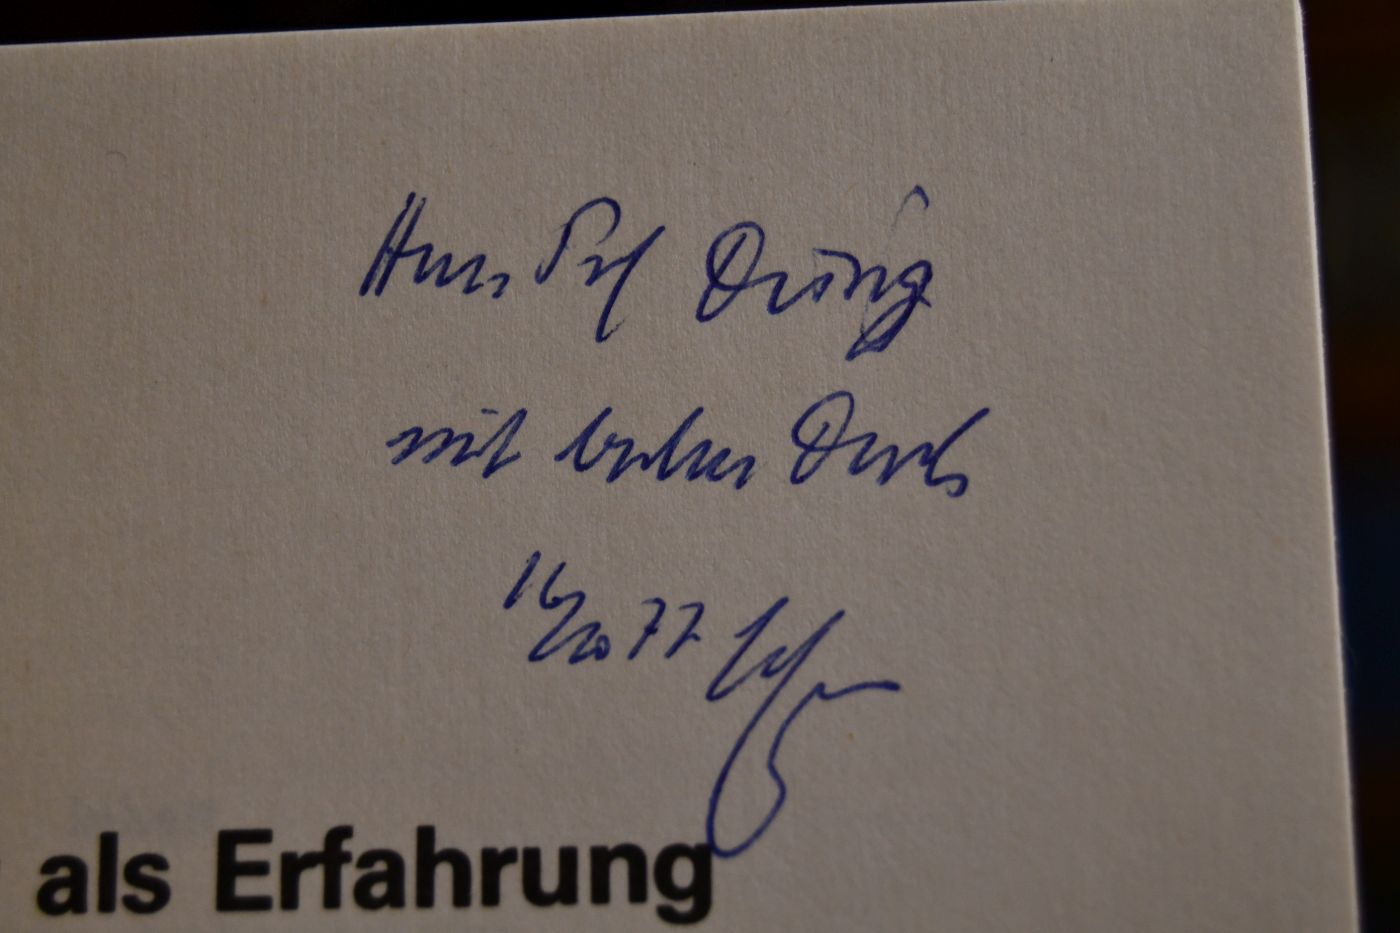 Herrn Prof Döring
mit bestem Dank
16/10 77
als Erfahrung